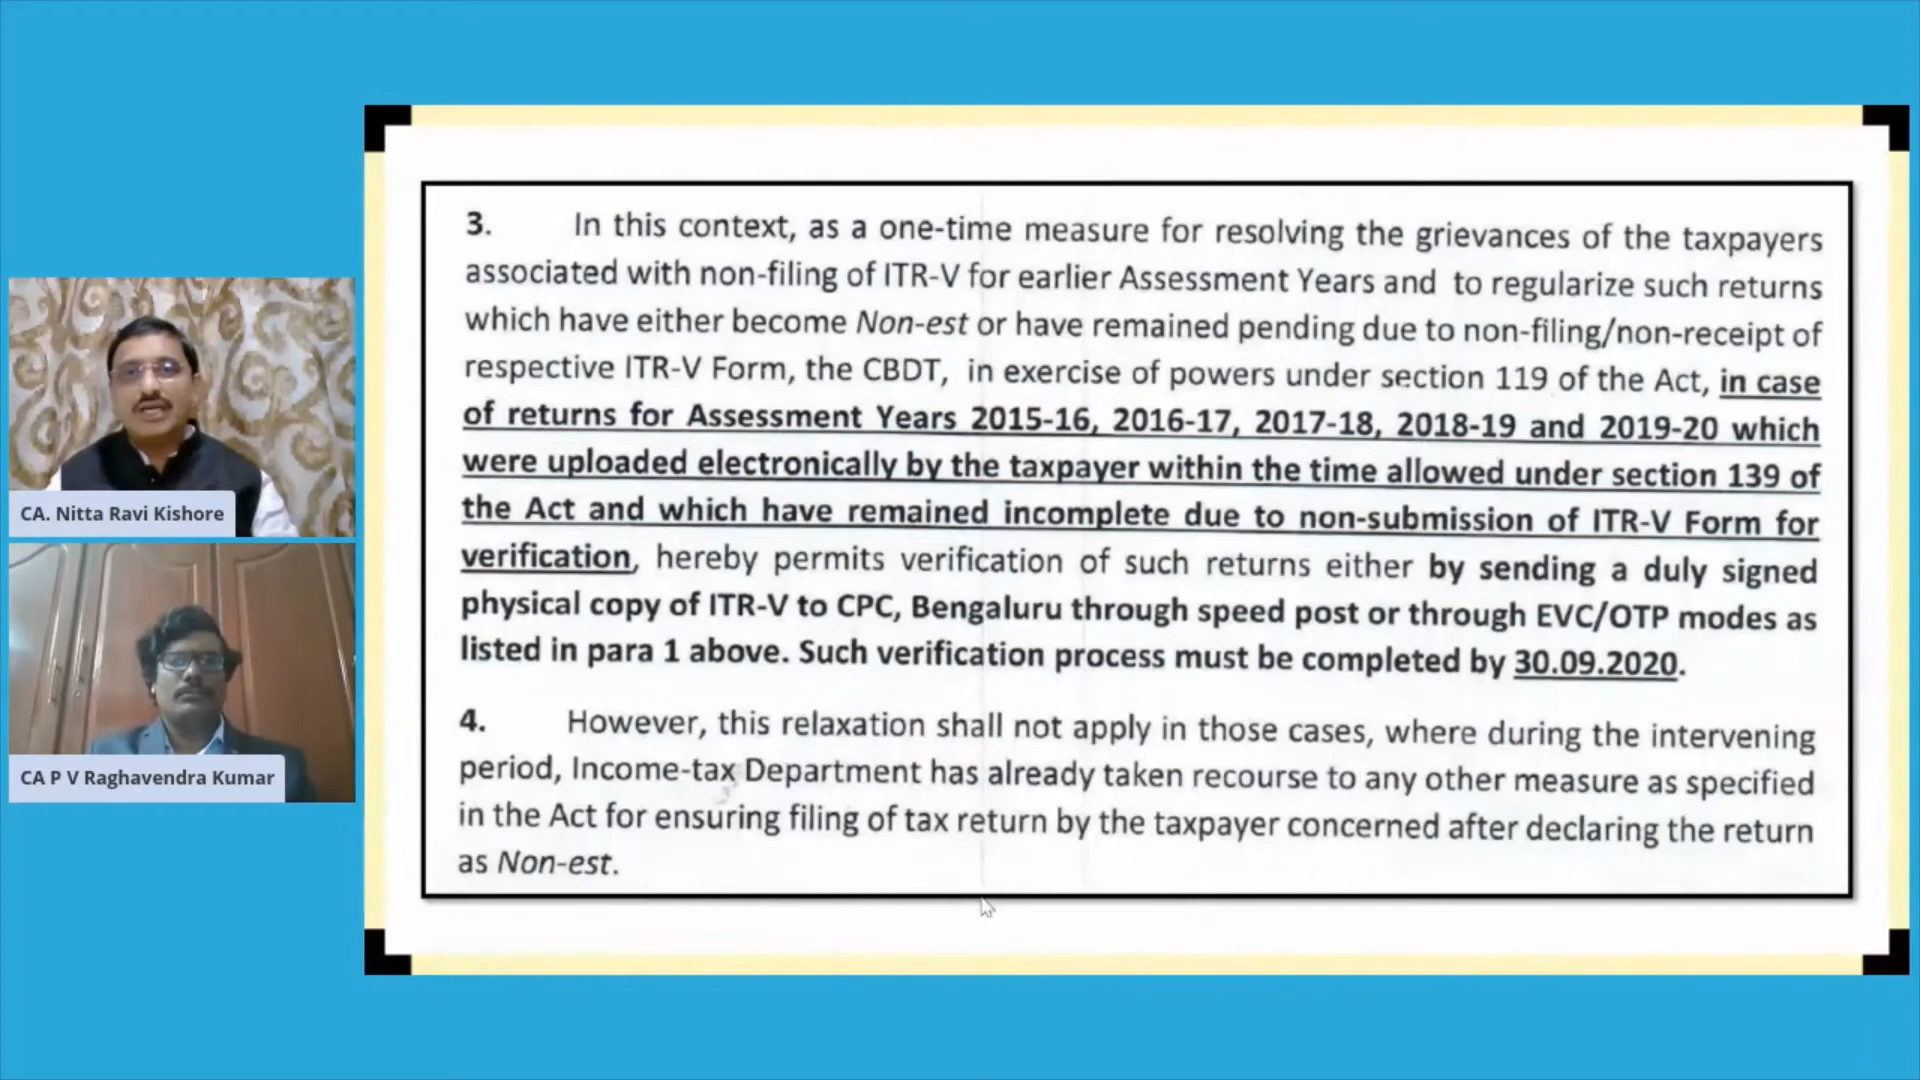 3. In this context, as a one-time measure for resolving the grievances of the taxpayers
associated with non-filing of ITR-V for earlier Assessment Years and to regularize such returns
which have either become Non-est or have remained pending due to non-filing/non-receipt of
respective ITR-V Form, the CBDT, in exercise of powers under section 119 of the Act, in case
of returns for Assessment Years 2015-16, 2016-17, 2017-18, 2018-19 and 2019-20 which
were uploaded electronically by the taxpayer within the time allowed under section 139 of
the Act and which have remained incomplete due to non-submission of ITR-V Form for
verification, hereby permits verification of such returns either by sending a duly signed
physical copy of ITR-V to CPC, Bengaluru through speed post or through EVC/OTP modes as
listed in para 1 above. Such verification process must be completed by 30.09.2020.
4. However, this relaxation shall not apply in those cases, where during the intervening
period, Income-tax Department has already taken recourse to any other measure as specified
in the Act for ensuring filing of tax return by the taxpayer concerned after declaring the return
as Non-est.
CA. Nitta Ravi Kishore
CA P V Raghavendra Kumar